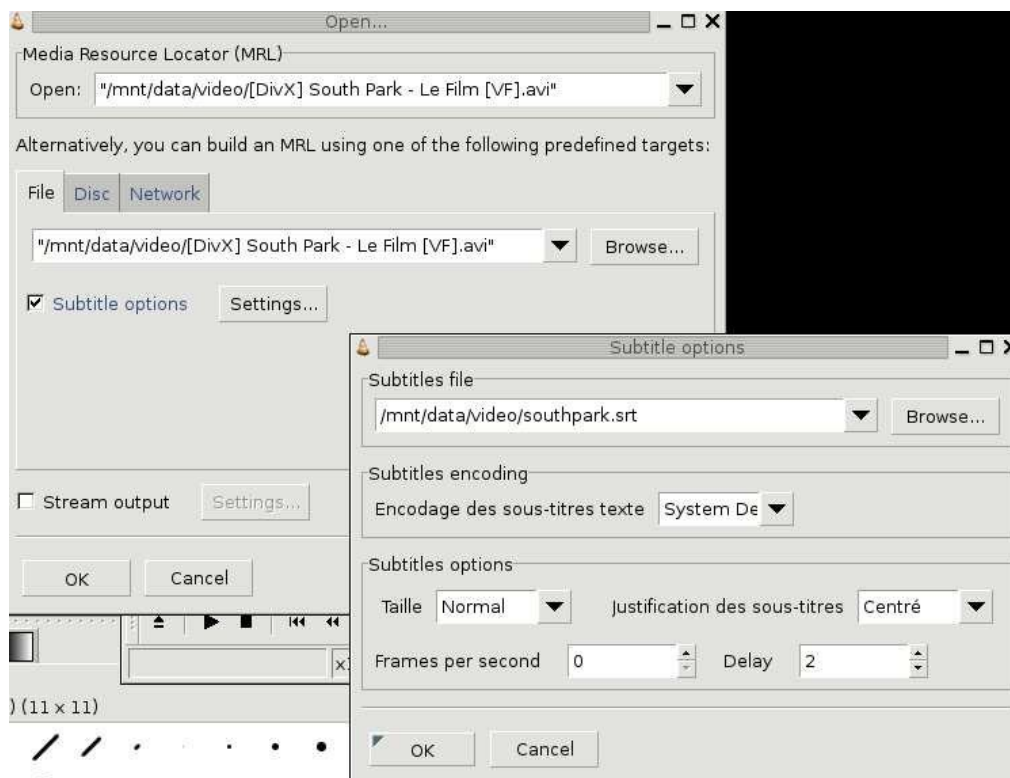 Open...
Media Resource Locator (MRL)
Open: "/mnt/data/video/[DivX] South Park - Le Film [VF].avi"
Alternatively, you can build an MRL using one of the following predefined targets:
File Disc Network
"/mnt/data/video/[DivX] South Park - Le Film [VF].avi" Browse...
Subtitle options Settings...
Stream output Settings...
OK Cancel
Subtitle options
Subtitles file
/mnt/data/video/southpark.srt Browse...
Subtitles encoding
Encodage des sous-titres texte System De
Subtitles options
Taille Normal Justification des sous-titres Centré
Frames per second 0 Delay 2
OK Cancel
) (11 x 11)